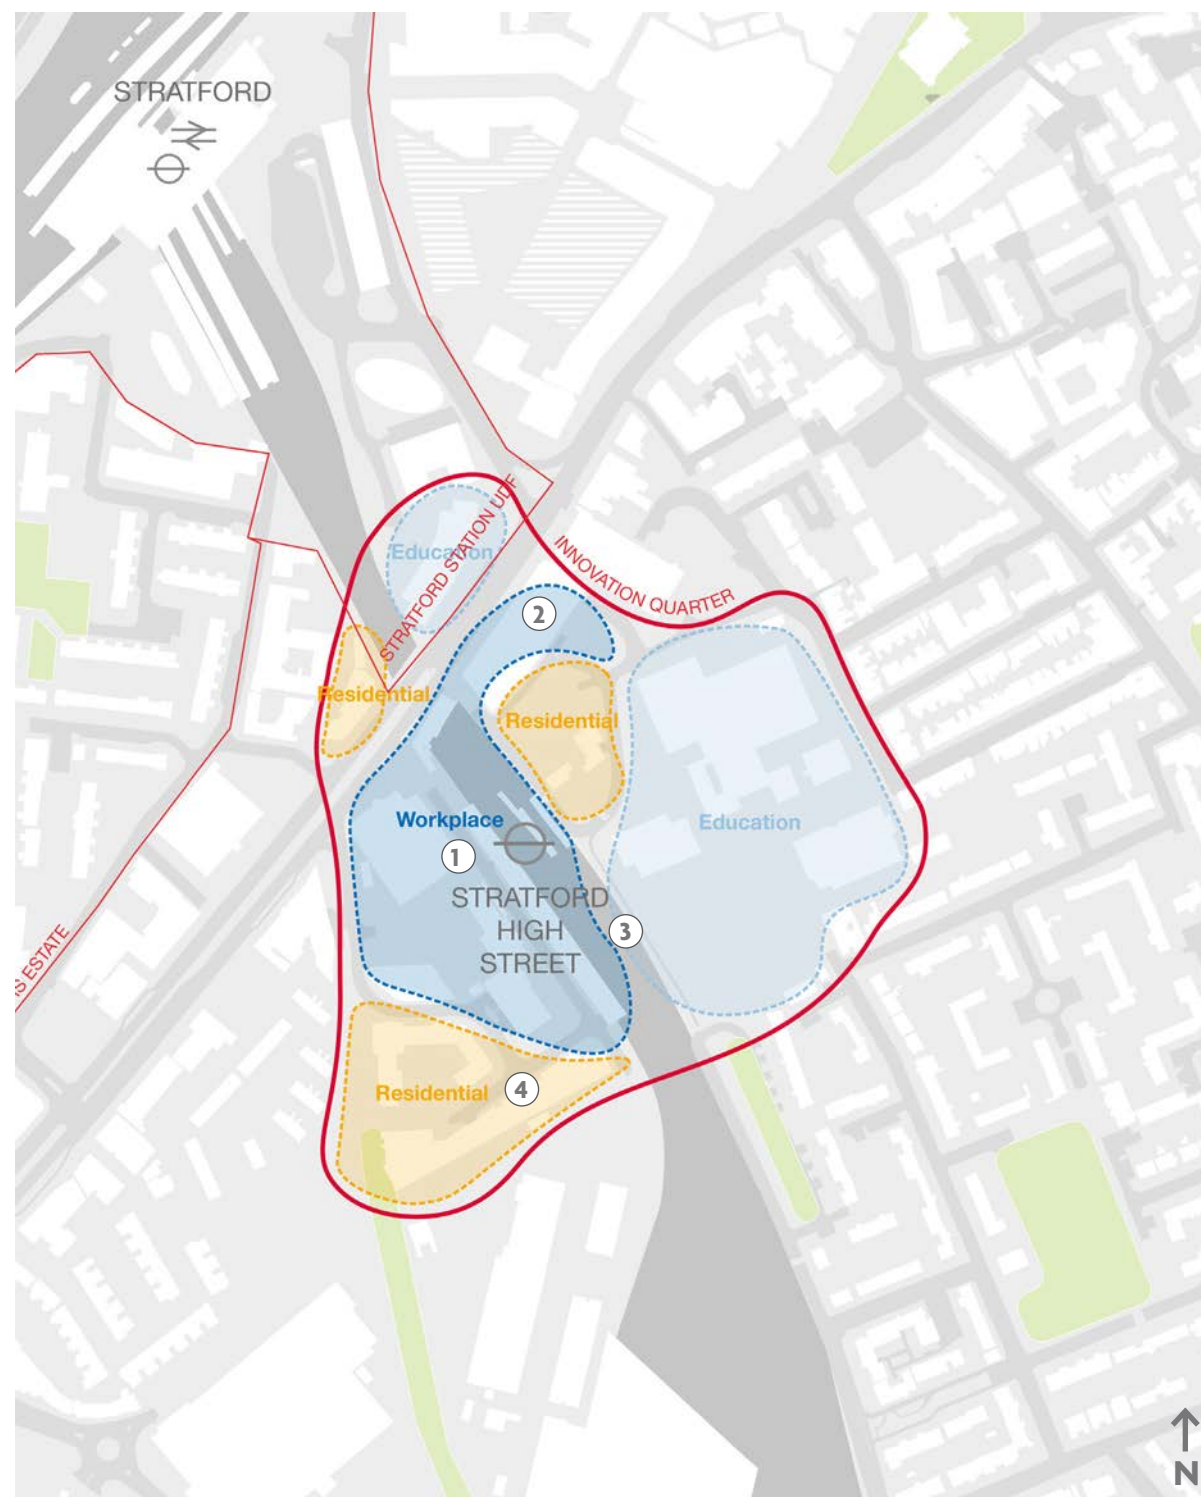 STRATFORD
Education
STRATFORD STATION UDF
INNOVATION QUARTER
2
Residential
Residential
Workplace
1
Education
STRATFORD
HIGH
STREET
3
S ESTATE
Residential
4
N